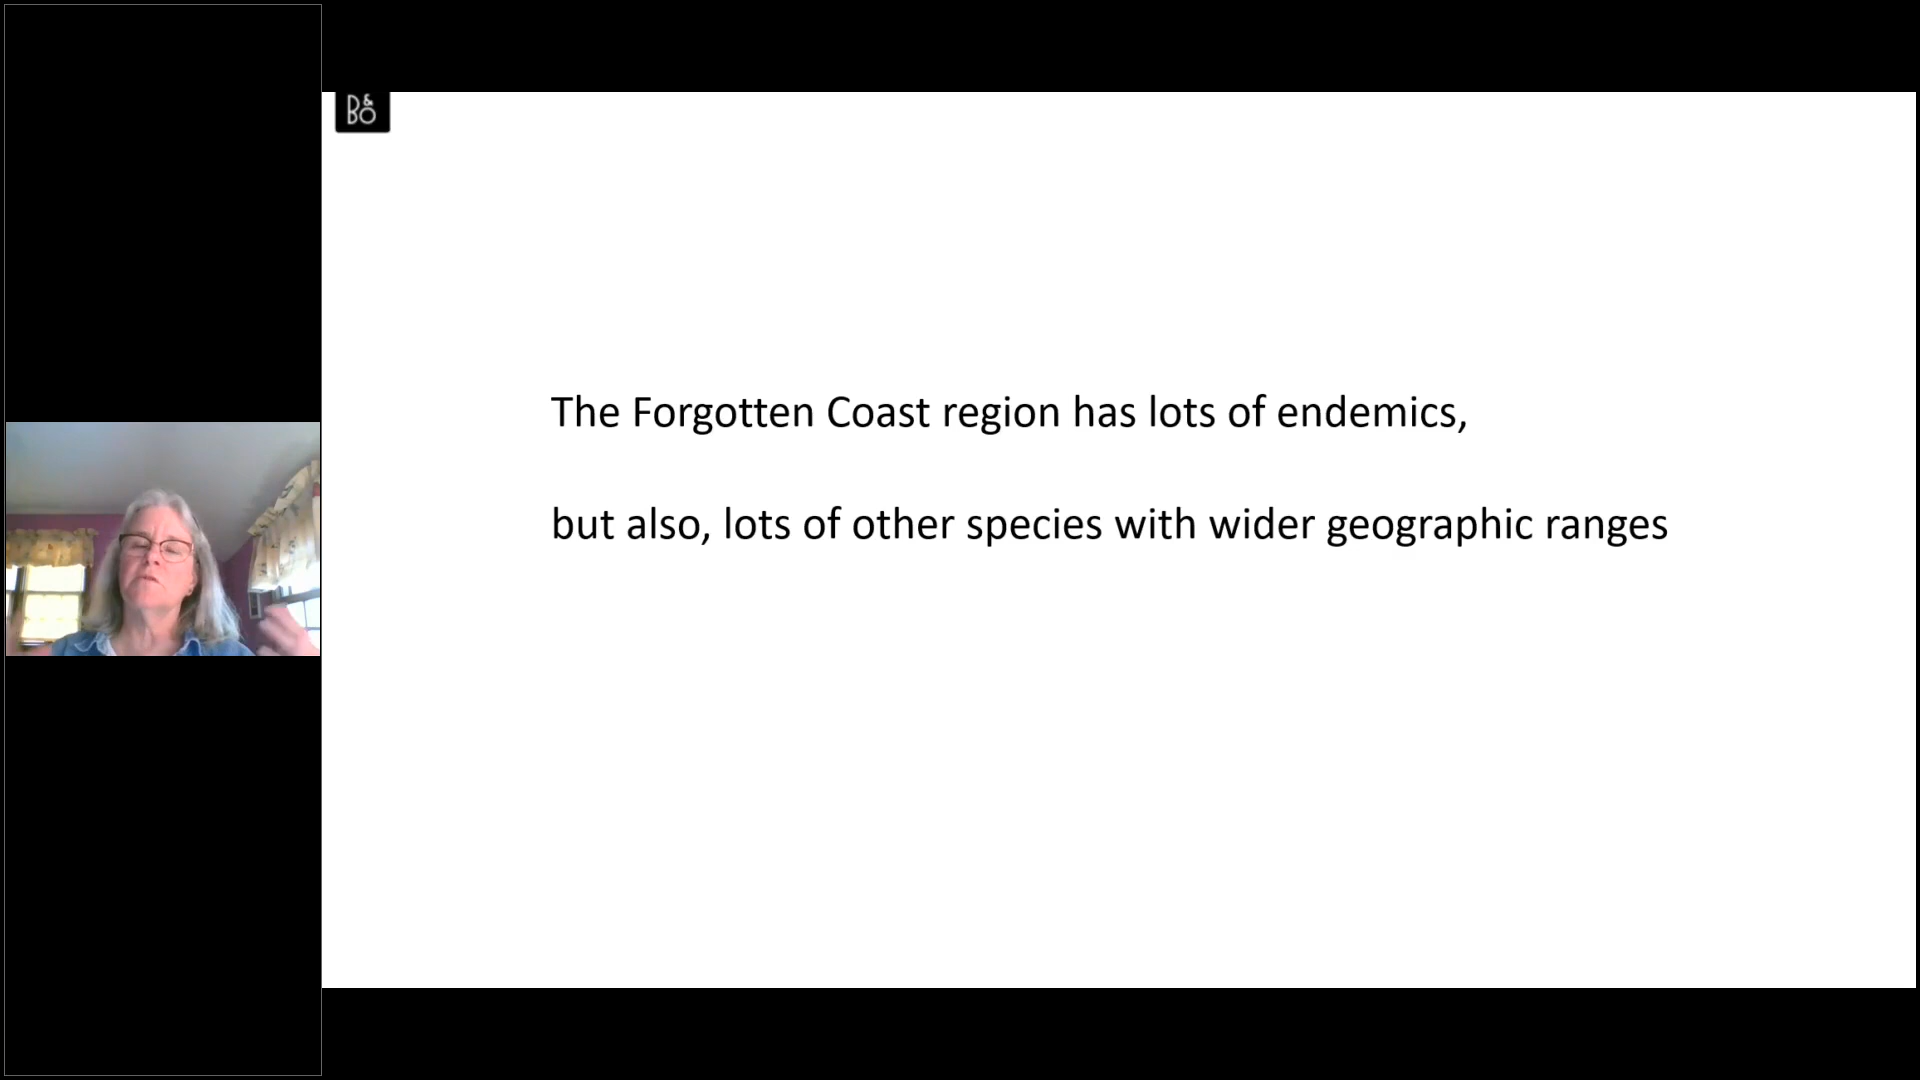 B&O
The Forgotten Coast region has lots of endemics,
but also, lots of other species with wider geographic ranges